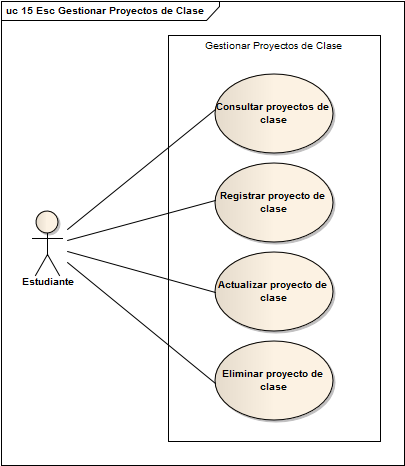 uc 15 Esc Gestionar Proyectos de Clase
Gestionar Proyectos de Clase
Consultar proyectos de
clase
Registrar proyecto de
clase
Estudiante
Actualizar proyecto de
clase
Eliminar proyecto de
clase